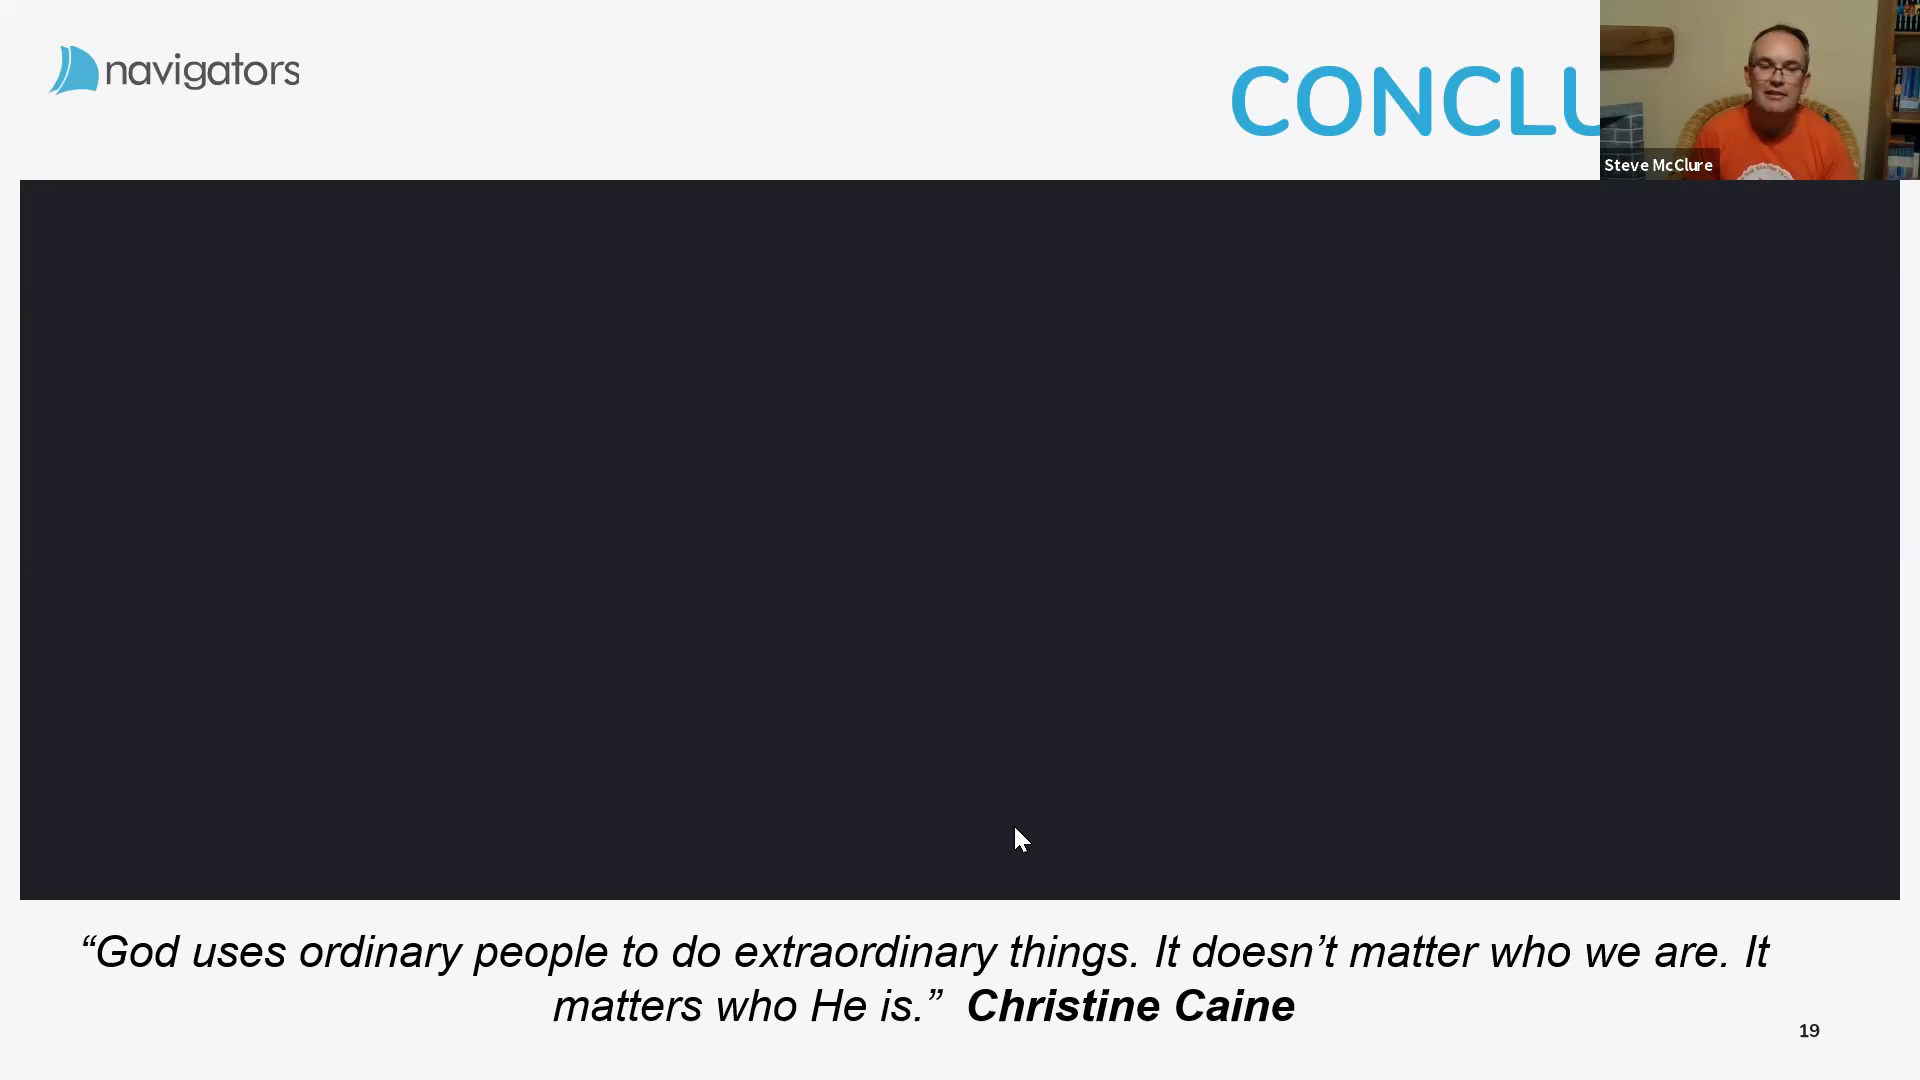 navigators
CONCLU
Steve McClure
“God uses ordinary people to do extraordinary things. It doesn’t matter who we are. It
matters who He is.” Christine Caine
19